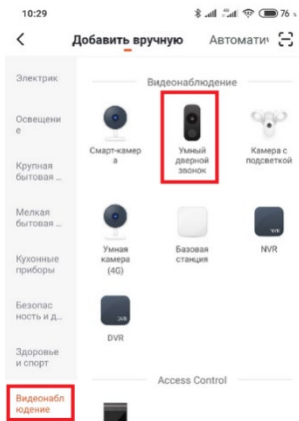 10:29
76
Добавить вручную Автомати
Электрик
Видеонаблюдение
Освещени
е
Смарт-камер
а
Умный
дверной
звонок
Камера с
подсветкой
Крупная
бытовая ...
Мелкая
бытовая ...
Умная
камера
(4G)
Базовая
станция
NVR
Кухонные
приборы
Безопас
ность и д...
DVR
Здоровье
и спорт
Access Control
Видеонабл
юдение